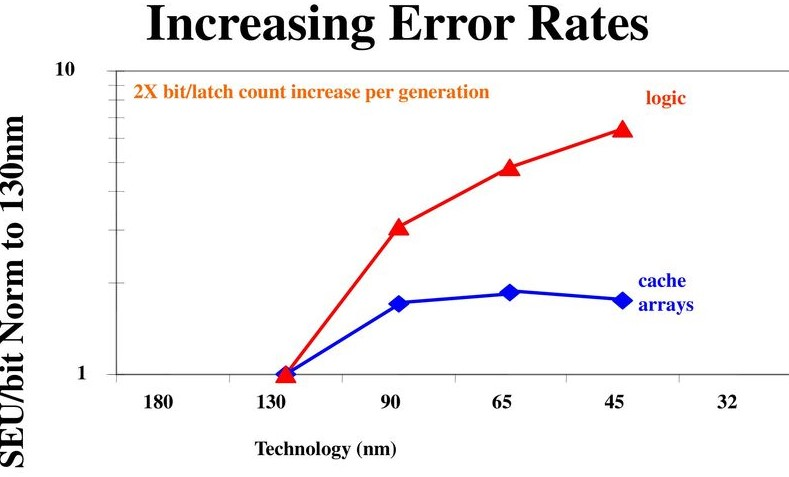 Increasing Error Rates
SEU/bit Norm to 130nm
10
2X bit/latch count increase per generation
logic
cache
arrays
1
180 130 90 65 45 32
Technology (nm)